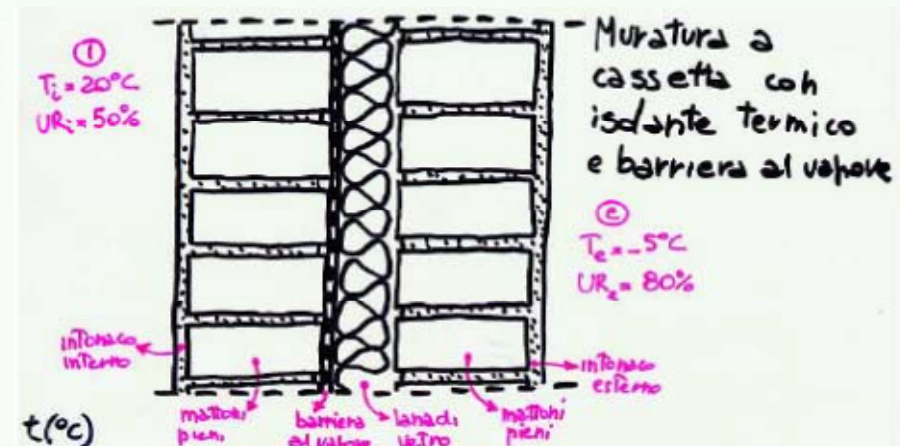 Muratura a
cassetta con
isolante termico
e barriera al vapore
i
Ti = 20°C
URi = 50%
e
Te = -5°C
URe = 80%
intonaco
interno
mattoni
pieni
barriera
al vapore
lana di
vetro
mattoni
pieni
intonaco
esterno
t(°C)